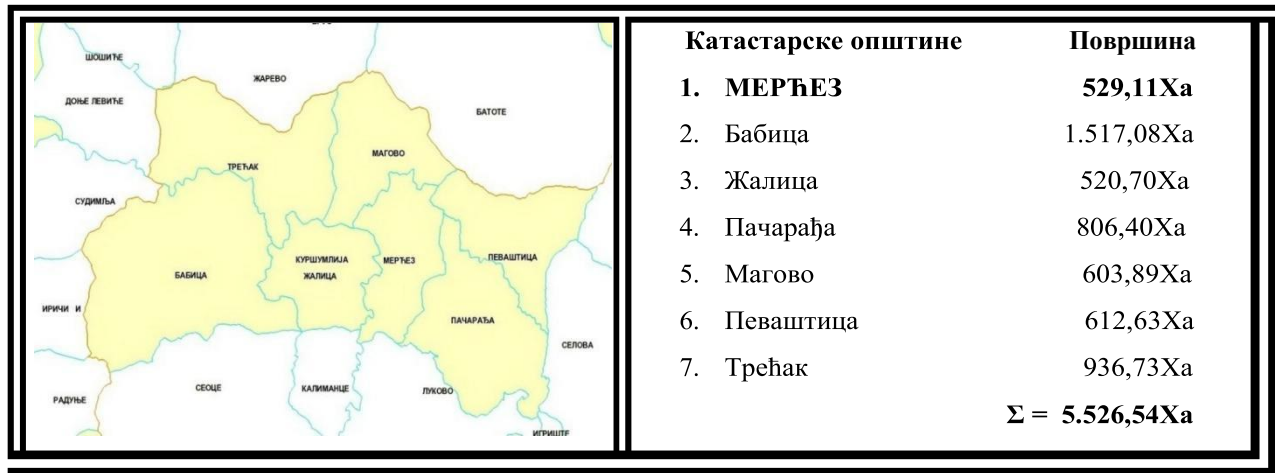 ШОШИЋЕ
ЖАРЕВО
ДОЊЕ ЛЕВИЋЕ
БАТОТЕ
МАГОВО
ТРЕЋАК
СУДИМЉА
КУРШУМЛИЈА
ЖАЛИЦА
МЕРЋЕЗ
ПЕВАШТИЦА
БАБИЦА
ИРИЧИ И
ПАЧАРАЂА
СЕЛОВА
СЕОЦЕ
КАЛИМАНЦЕ
ЛУКОВО
РАДУЊЕ
ИГРИШТЕ
Катастарске општине Површина
1. МЕРЋЕЗ 529,11Ха
2. Бабица 1.517,08Ха
3. Жалица 520,70Ха
4. Пачарађа 806,40Ха
5. Магово 603,89Ха
6. Певаштица 612,63Ха
7. Трећак 936,73Ха
Σ = 5.526,54Ха